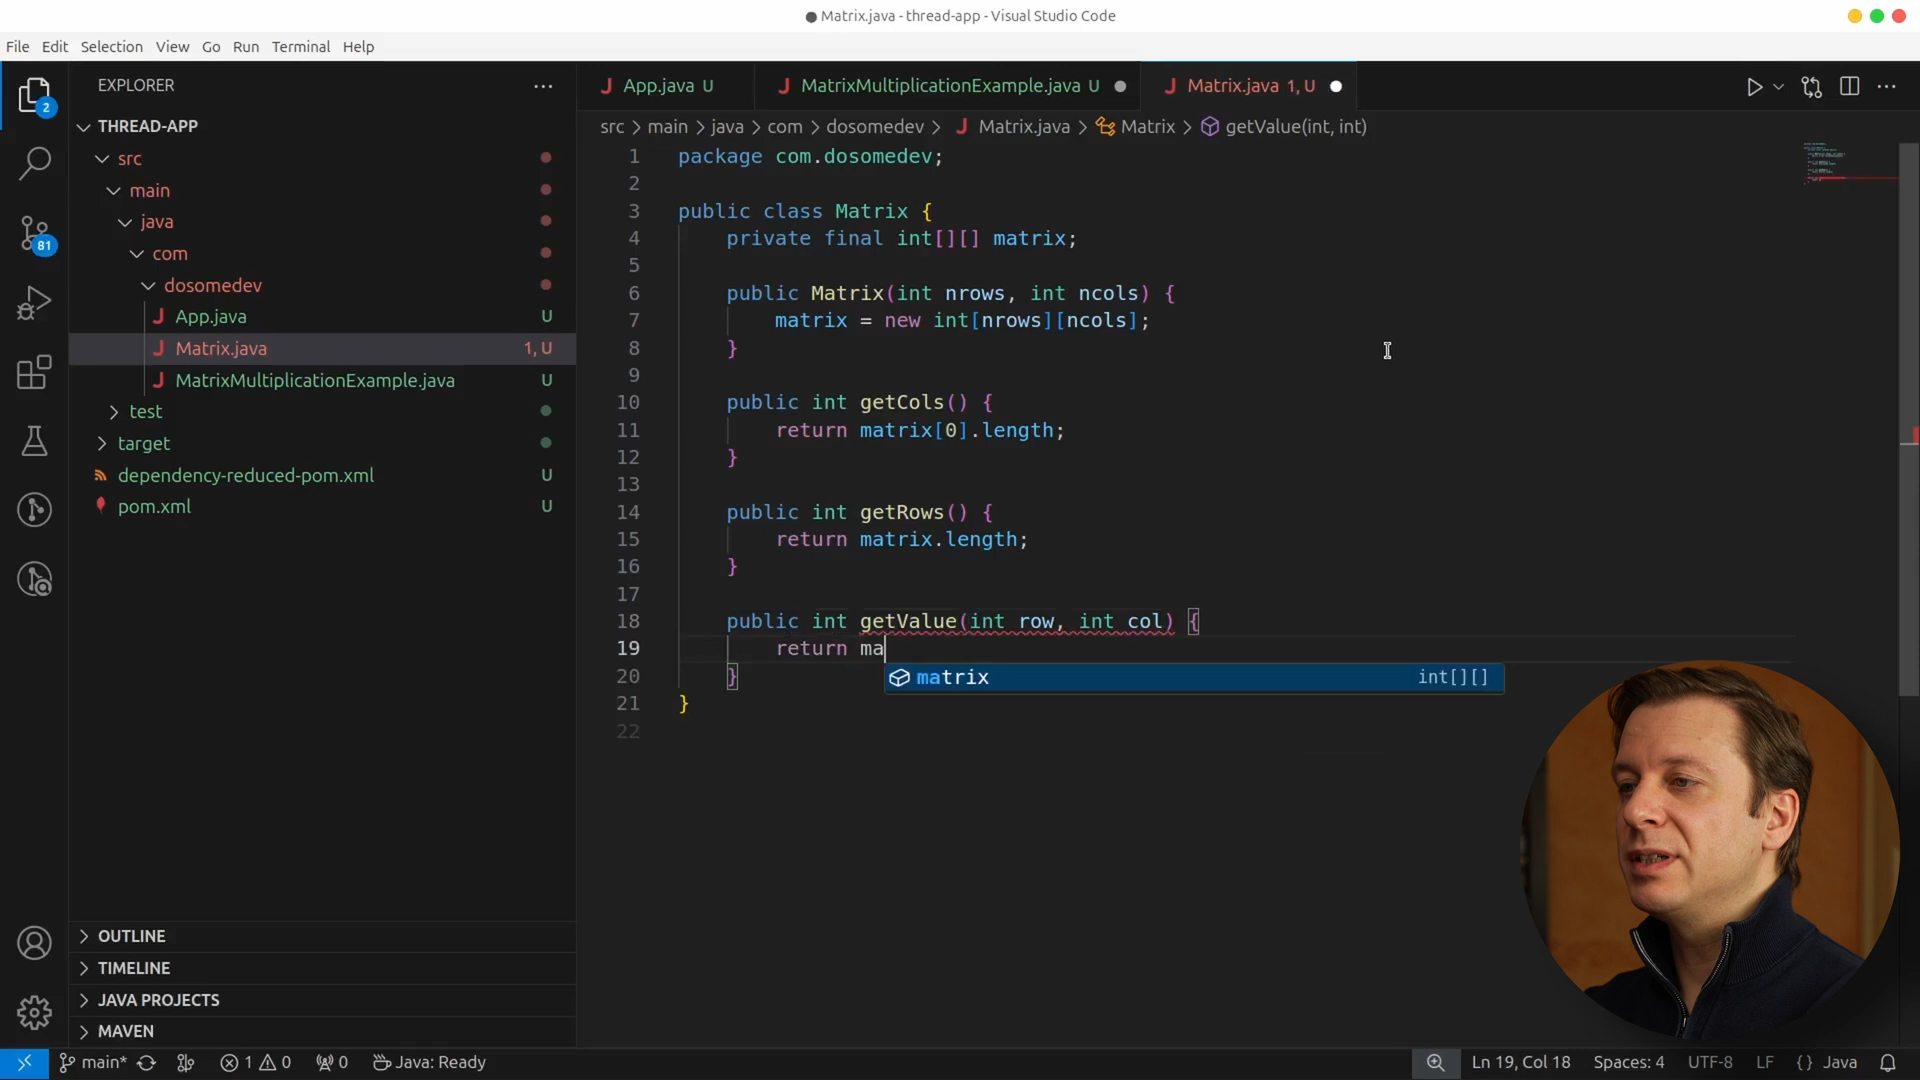 Matrix.java - thread-app - Visual Studio Code
File Edit Selection View Go Run Terminal Help
EXPLORER
App.java U
MatrixMultiplicationExample.java U
Matrix.java 1, U
src > main > java > com > dosomedev > J Matrix.java > Matrix > getValue(int, int)
THREAD-APP
src
main
java
com
dosomedev
J App.java U
J Matrix.java 1, U
J MatrixMultiplicationExample.java U
test
target
dependency-reduced-pom.xml U
pom.xml U
OUTLINE
TIMELINE
JAVA PROJECTS
MAVEN
2
81
1 package com.dosomedev;
2
3 public class Matrix {
4 private final int[][] matrix;
5
6 public Matrix(int nrows, int ncols) {
7 matrix = new int[nrows][ncols];
8 }
9
10 public int getCols() {
11 return matrix[0].length;
12 }
13
14 public int getRows() {
15 return matrix.length;
16 }
17
18 public int getValue(int row, int col) {
19 return ma
20 }
matrix int[][]
21 }
22
main* 1 0 0 Java: Ready
Ln 19, Col 18 Spaces: 4 UTF-8 LF {} Java